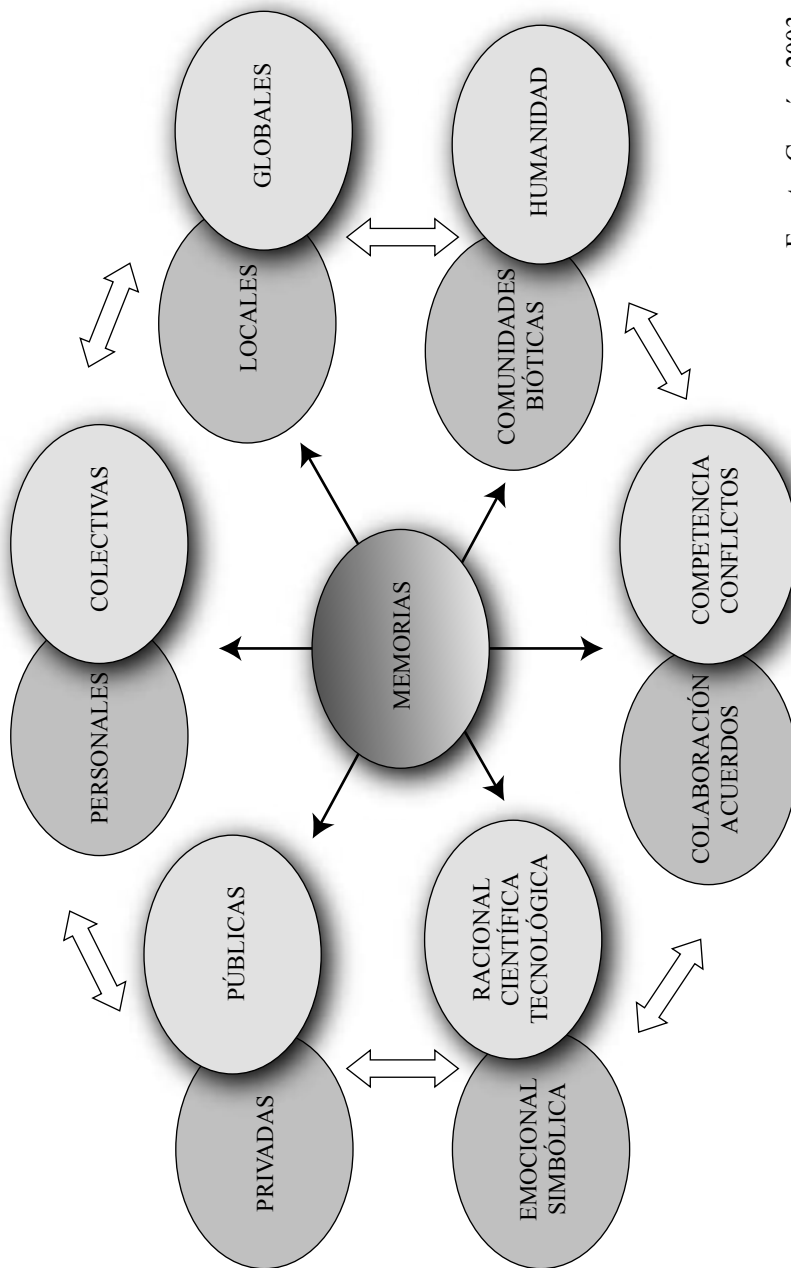 PERSONALES
COLECTIVAS
PRIVADAS
PÚBLICAS
LOCALES
GLOBALES
MEMORIAS
EMOCIONAL
SIMBÓLICA
RACIONAL
CIENTÍFICA
TECNOLÓGICA
COMUNIDADES
BIÓTICAS
HUMANIDAD
COLABORACIÓN
ACUERDOS
COMPETENCIA
CONFLICTOS
2003